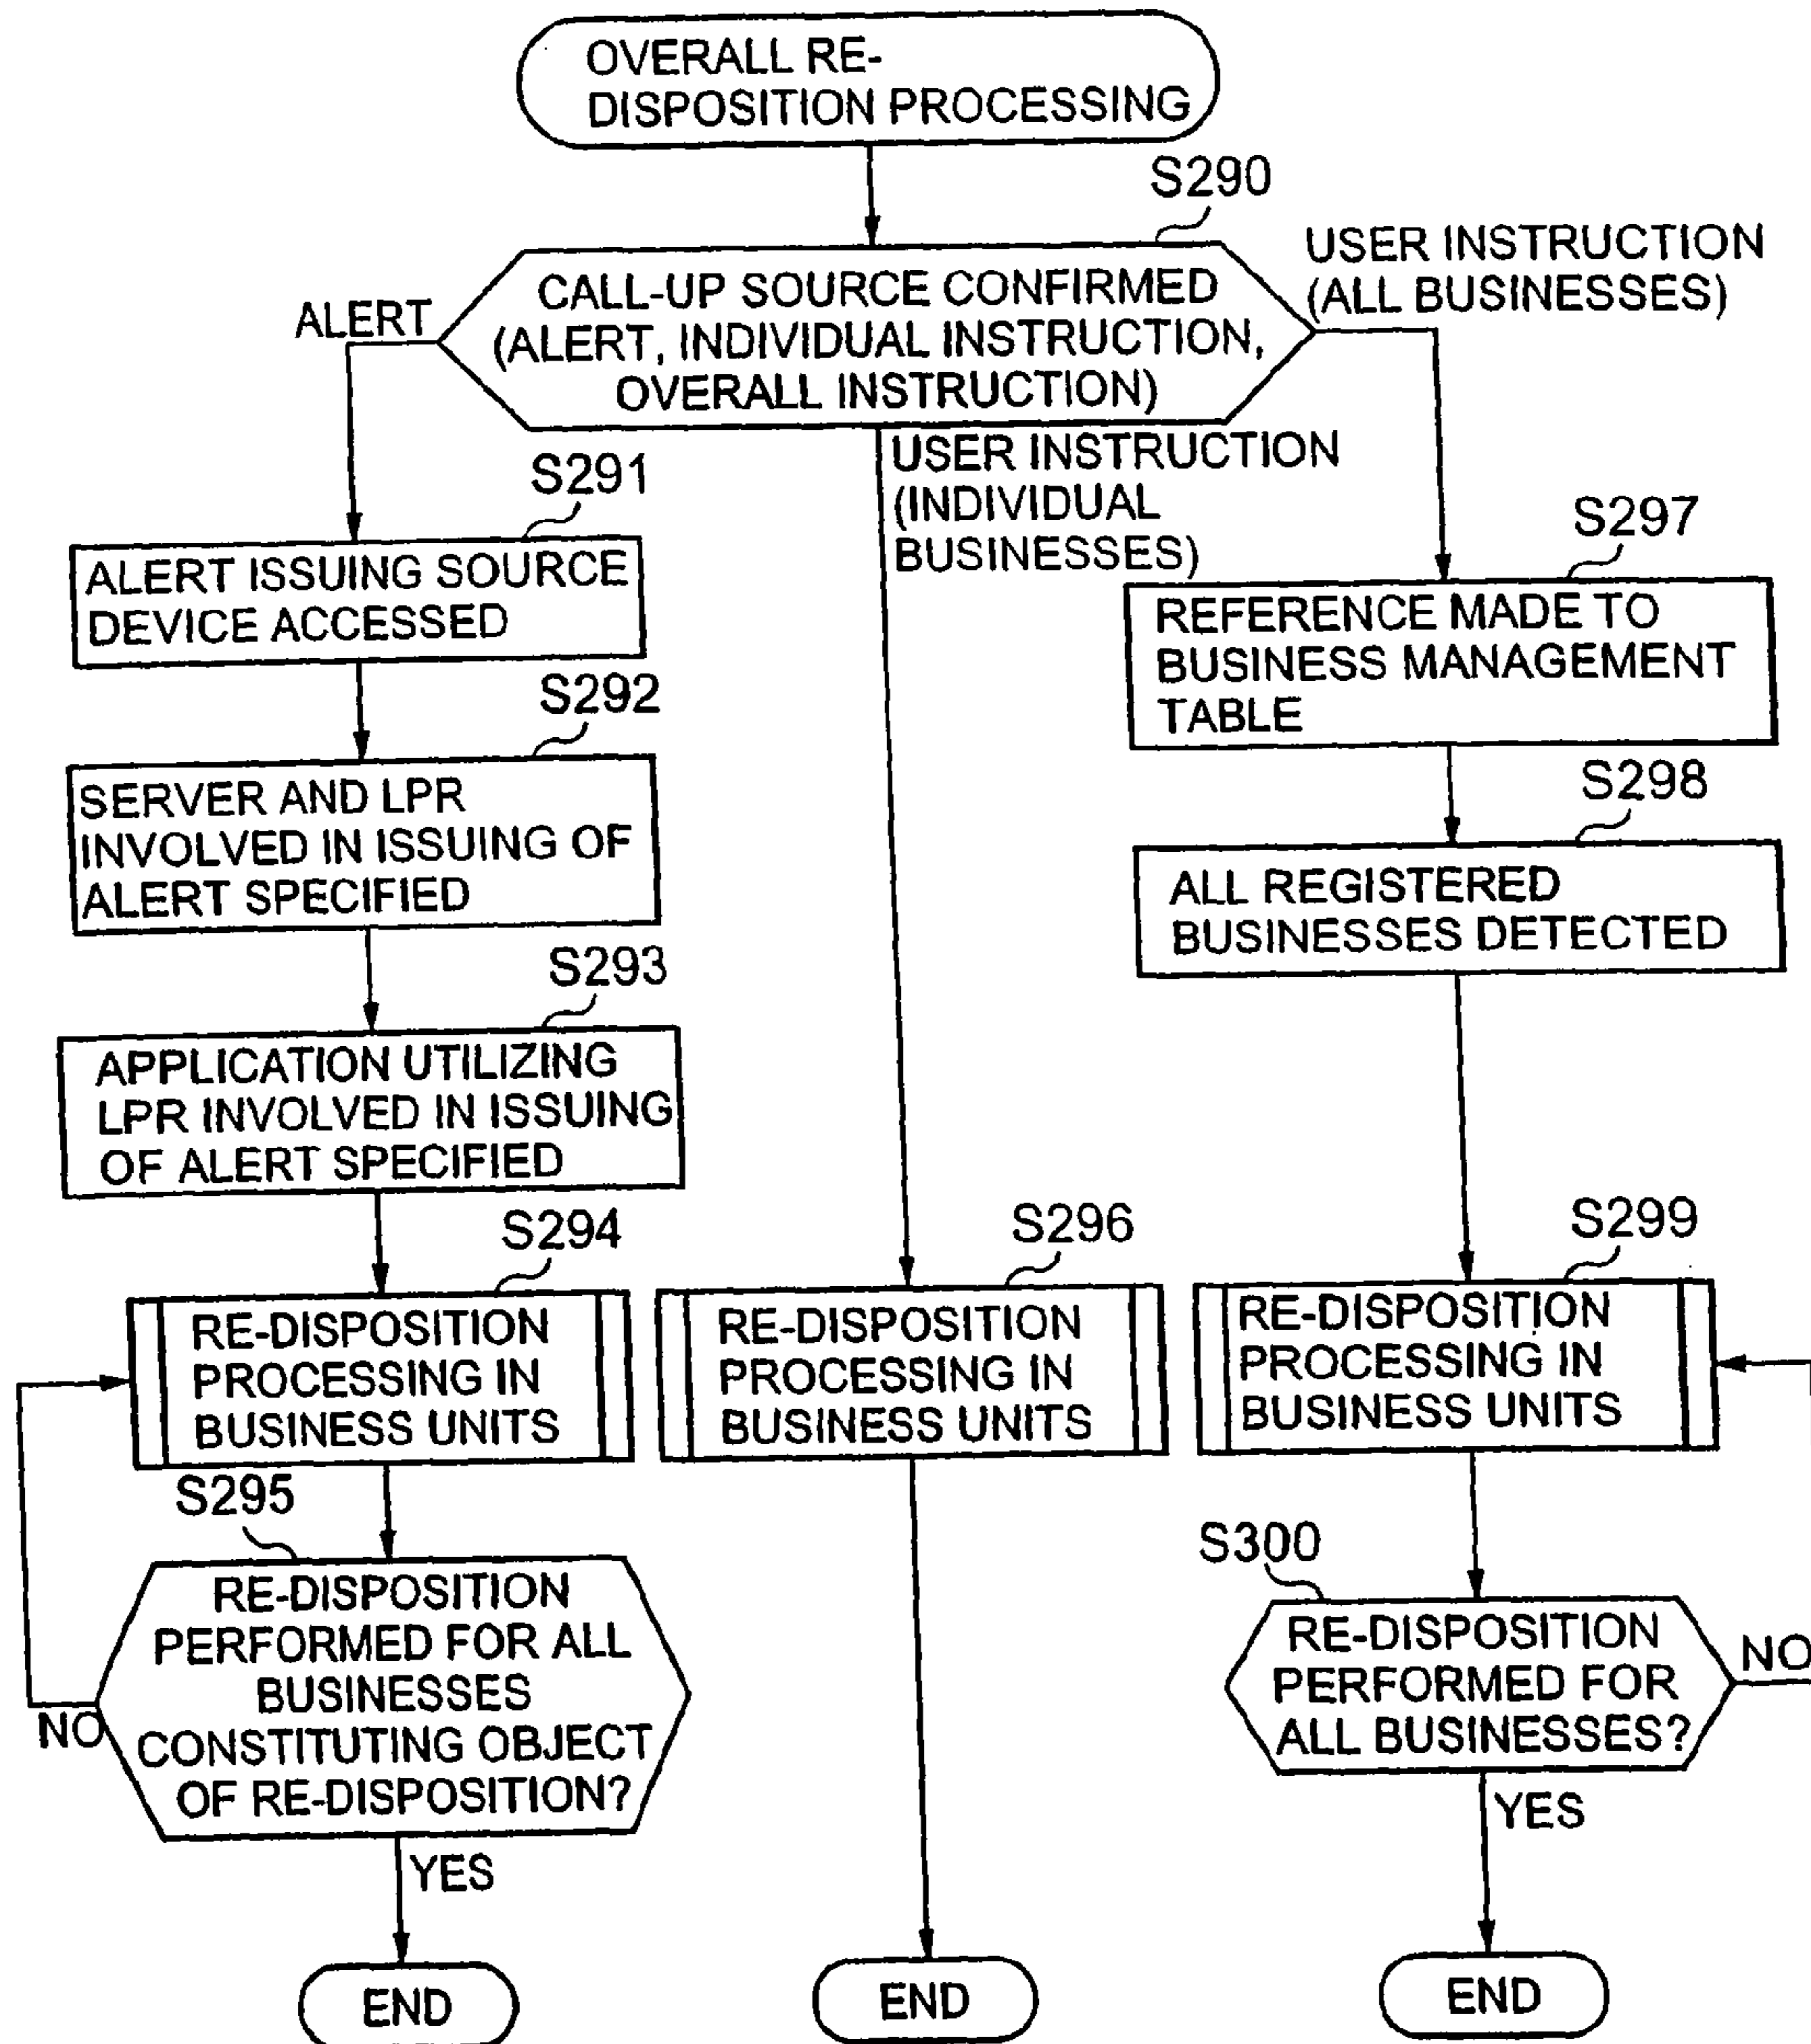 OVERALL RE-
DISPOSITION PROCESSING
S290
CALL-UP SOURCE CONFIRMED
(ALERT, INDIVIDUAL INSTRUCTION,
OVERALL INSTRUCTION)
ALERT
USER INSTRUCTION
(ALL BUSINESSES)
USER INSTRUCTION
(INDIVIDUAL
BUSINESSES)
S291
ALERT ISSUING SOURCE
DEVICE ACCESSED
S292
SERVER AND LPR
INVOLVED IN ISSUING OF
ALERT SPECIFIED
S293
APPLICATION UTILIZING
LPR INVOLVED IN ISSUING
OF ALERT SPECIFIED
S294
RE-DISPOSITION
PROCESSING IN
BUSINESS UNITS
S295
RE-DISPOSITION
PERFORMED FOR ALL
BUSINESSES
CONSTITUTING OBJECT
OF RE-DISPOSITION?
NO
YES
END
S296
RE-DISPOSITION
PROCESSING IN
BUSINESS UNITS
END
S297
REFERENCE MADE TO
BUSINESS MANAGEMENT
TABLE
S298
ALL REGISTERED
BUSINESSES DETECTED
S299
RE-DISPOSITION
PROCESSING IN
BUSINESS UNITS
S300
RE-DISPOSITION
PERFORMED FOR
ALL BUSINESSES?
NO
YES
END